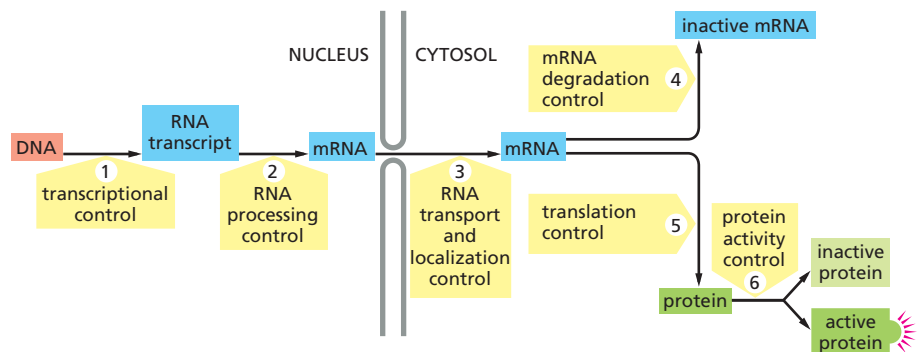 NUCLEUS
CYTOSOL
DNA
1
transcriptional
control
RNA
transcript
2
RNA
processing
control
mRNA
3
RNA
transport
and
localization
control
mRNA
mRNA
degradation
control
4
inactive mRNA
translation
control
5
protein
protein
activity
control
6
inactive
protein
active
protein